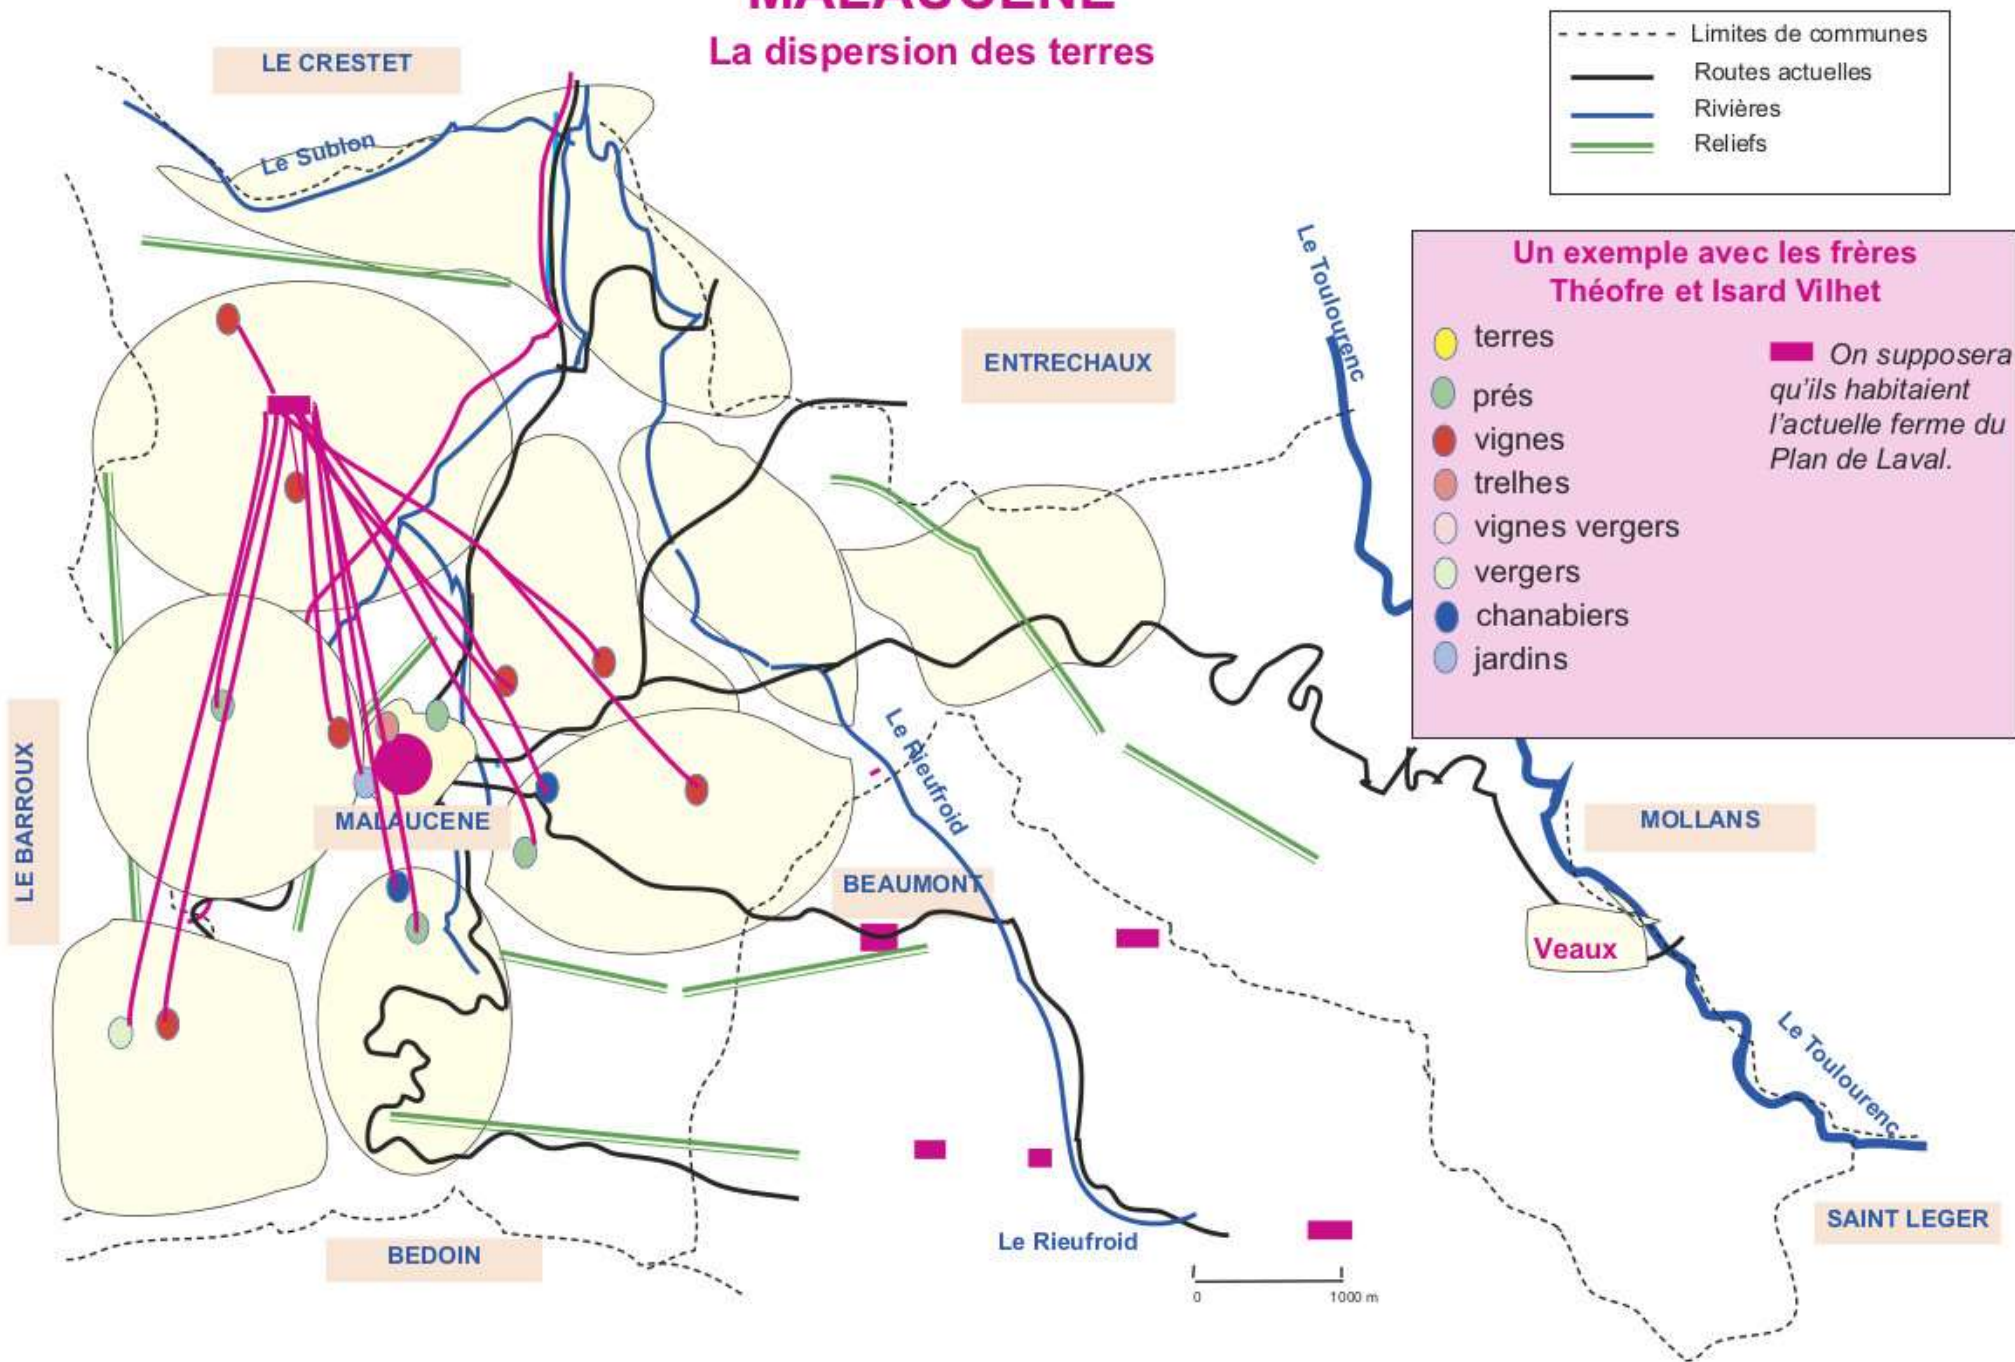 MALAUCENE
La dispersion des terres
Limites de communes
Routes actuelles
Rivières
Reliefs
LE CRESTET
Le Sublon
Le Toulourenc
Un exemple avec les frères
Théofre et Isard Vilhet
terres
prés
vignes
trelhes
vignes vergers
vergers
chanabiers
jardins
On supposera
qu'ils habitaient
l'actuelle ferme du
Plan de Laval.
ENTRECHAUX
LE BARROUX
Le Rieufroid
MALAUCENE
MOLLANS
BEAUMONT
Veaux
Le Toulourenc
SAINT LEGER
BEDOIN
Le Rieufroid
0 1000 m